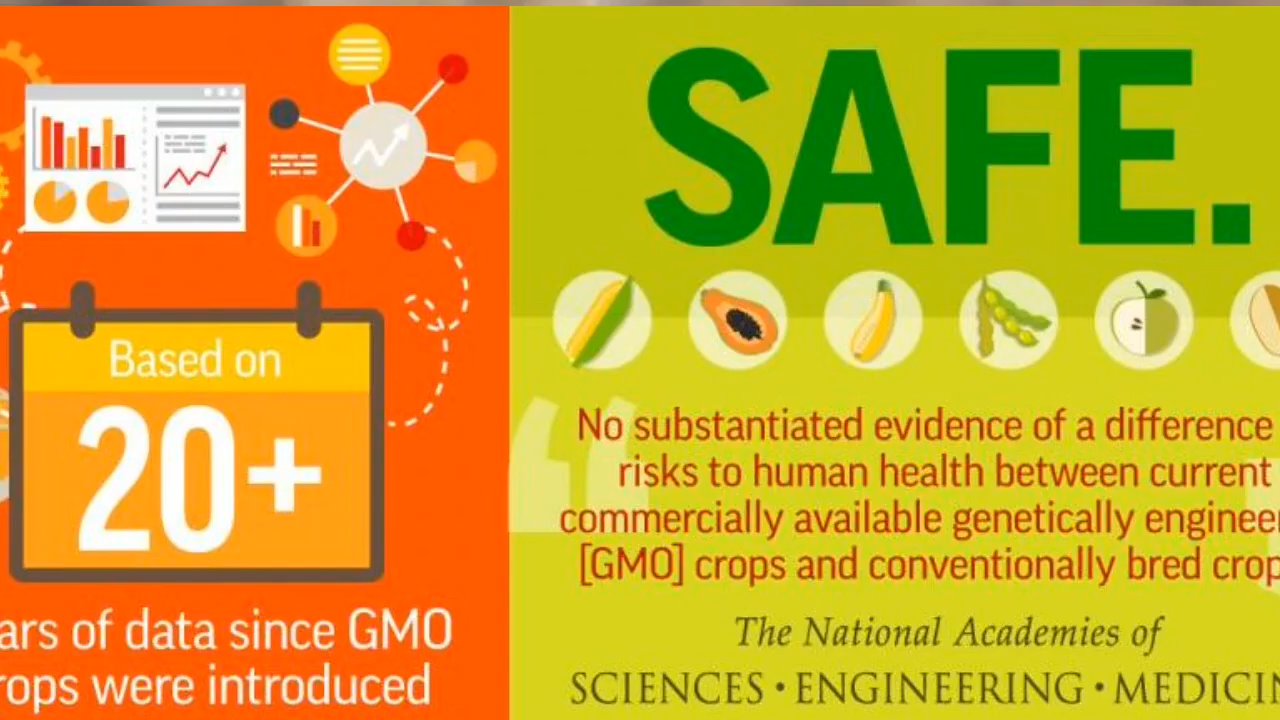 Based on
20+
ars of data since GMO
rops were introduced
SAFE.
No substantiated evidence of a difference
risks to human health between current
commercially available genetically enginee
[GMO] crops and conventionally bred crop
The National Academies of
SCIENCES • ENGINEERING • MEDICIN